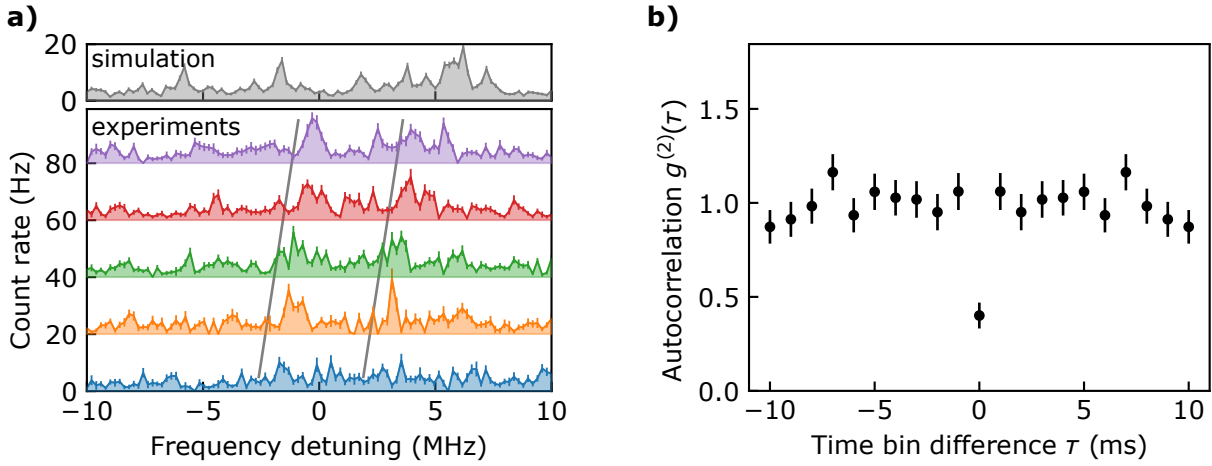 a)
simulation
20
0
experiments
80
60
40
20
0
Count rate (Hz)
−10 −5 0 5 10
Frequency detuning (MHz)
b)
1.5
1.0
0.5
0.0
Autocorrelation g⁽²⁾(τ)
−10 −5 0 5 10
Time bin difference τ (ms)